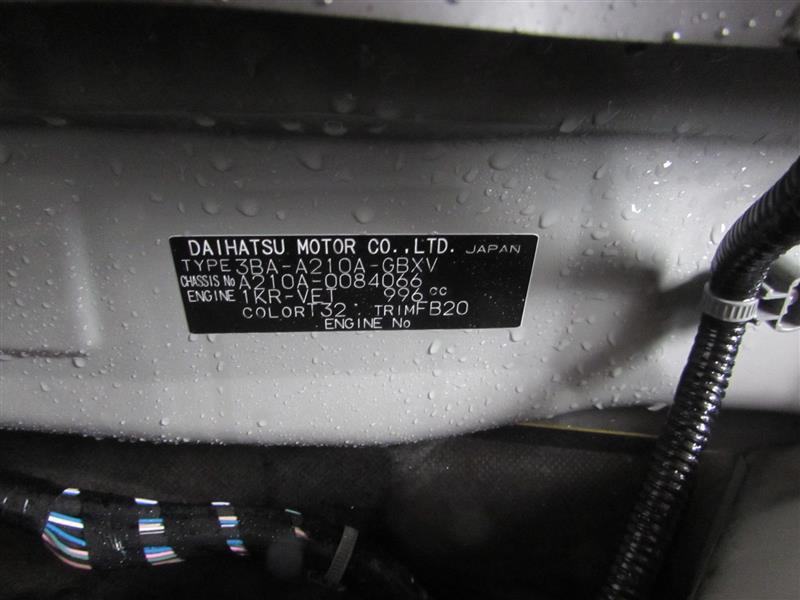 DAIHATSU MOTOR CO.,LTD. JAPAN
TYPE 3BA-A210A-GBXV
CHASSIS No A210A-0084066
ENGINE 1KR-VET 996 cc
COLOR T32 TRIM FB20
ENGINE No